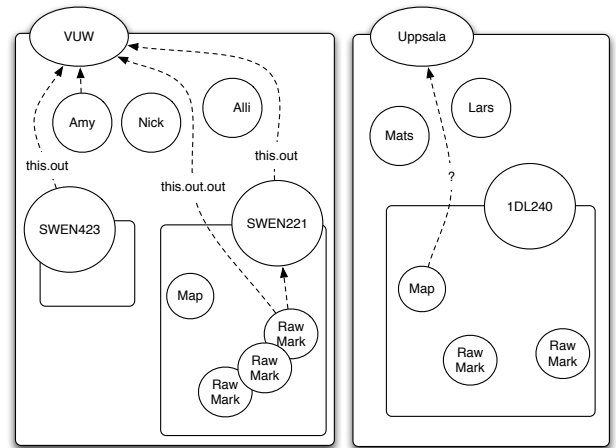 VUW
Uppsala
Amy
Nick
Alli
Lars
Mats
this.out
this.out
this.out.out
?
SWEN423
SWEN221
1DL240
Map
Map
Raw
Mark
Raw
Mark
Raw
Mark
Raw
Mark
Raw
Mark